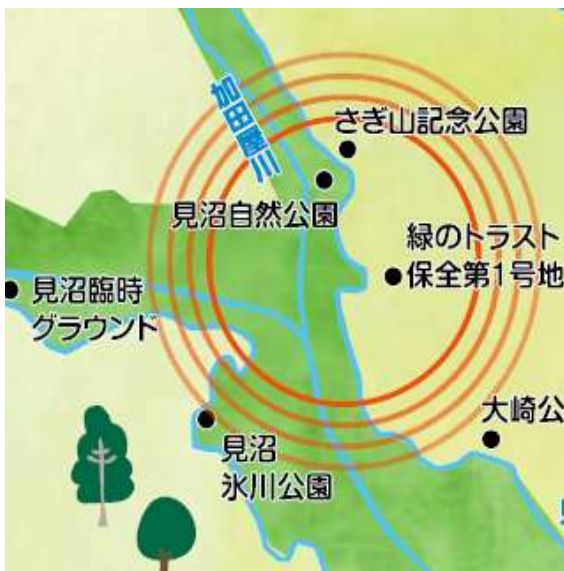 加田屋川
さぎ山記念公園
見沼自然公園
緑のトラスト
保全第1号地
見沼臨時
グラウンド
大崎公
見沼
氷川公園